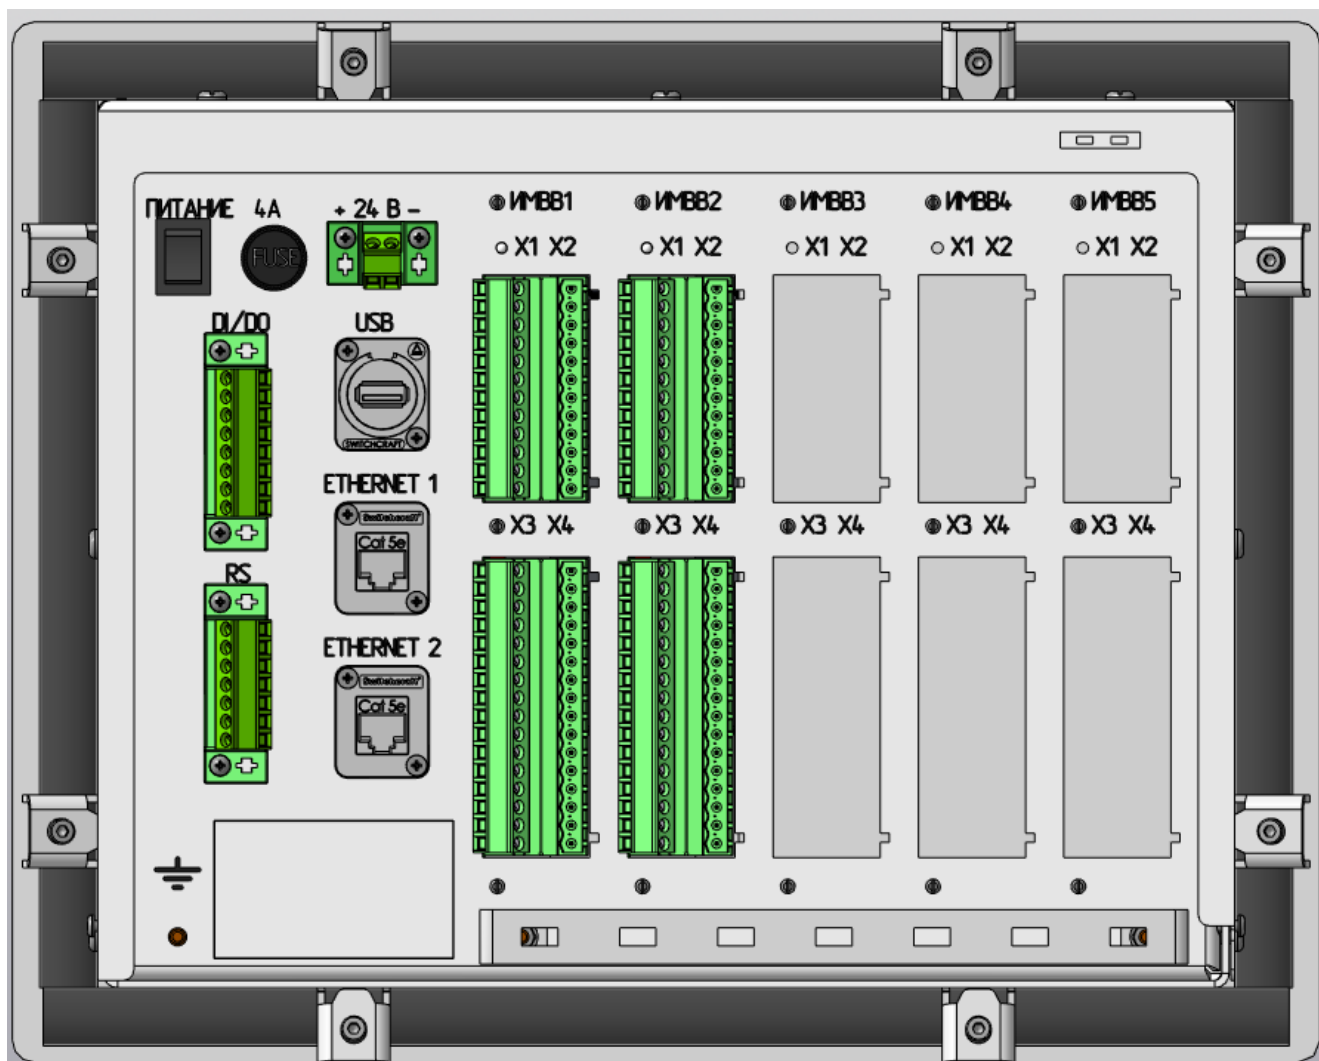 ПИТАНИЕ 4А + 24 В -
FUSE
DI/DO USB
SWITCHCRAFT
ETHERNET 1
Switchcraft
Cat 5e
RS
ETHERNET 2
Switchcraft
Cat 5e
ИМВВ1 ИМВВ2 ИМВВ3 ИМВВ4 ИМВВ5
X1 X2 X1 X2 X1 X2 X1 X2 X1 X2
X3 X4 X3 X4 X3 X4 X3 X4 X3 X4